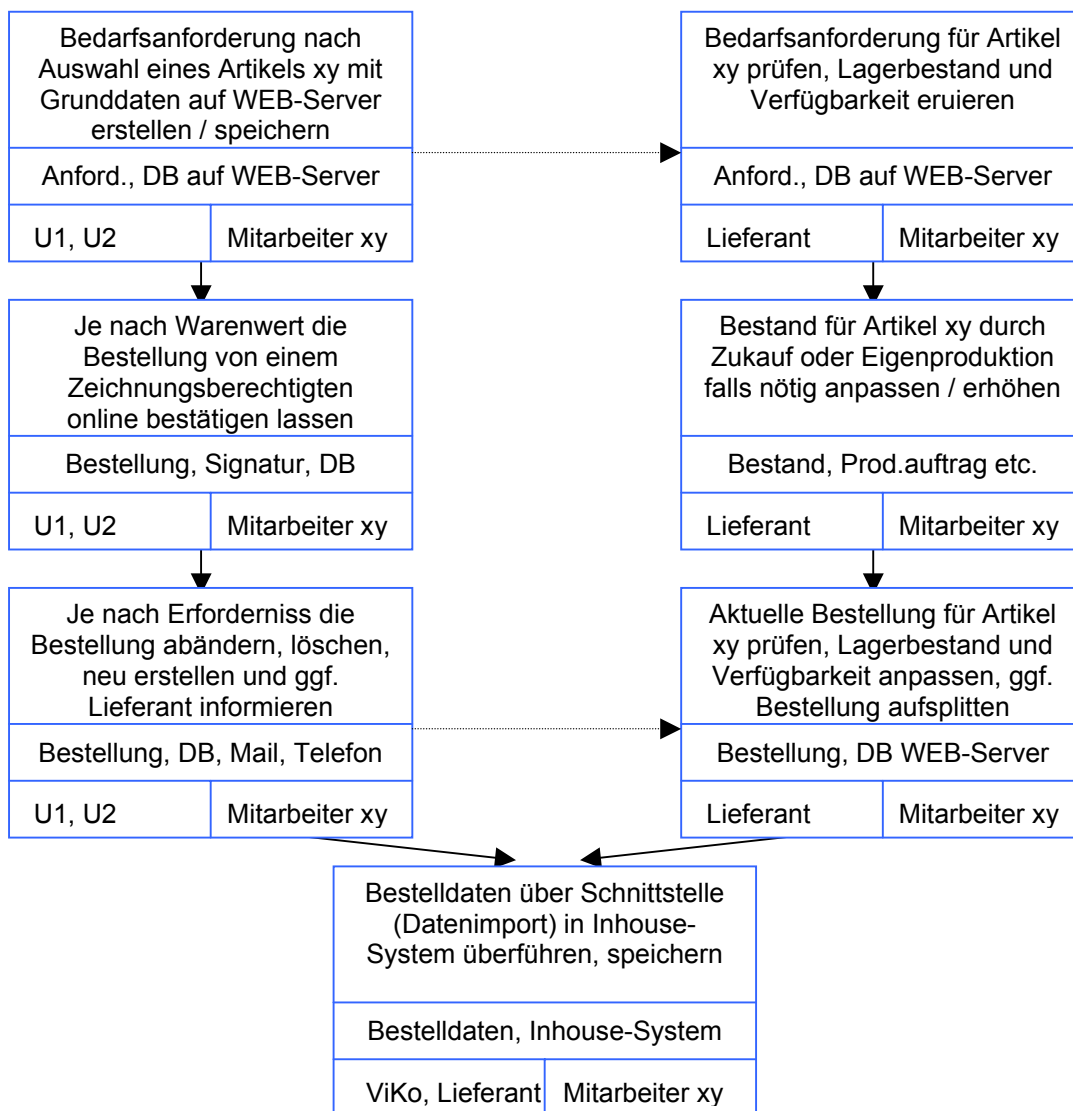 Bedarfsanforderung nach
Auswahl eines Artikels xy mit
Grunddaten auf WEB-Server
erstellen / speichern
Anford., DB auf WEB-Server
U1, U2
Mitarbeiter xy
Bedarfsanforderung für Artikel
xy prüfen, Lagerbestand und
Verfügbarkeit eruieren
Anford., DB auf WEB-Server
Lieferant
Mitarbeiter xy
Je nach Warenwert die
Bestellung von einem
Zeichnungsberechtigten
online bestätigen lassen
Bestellung, Signatur, DB
U1, U2
Mitarbeiter xy
Bestand für Artikel xy durch
Zukauf oder Eigenproduktion
falls nötig anpassen / erhöhen
Bestand, Prod.auftrag etc.
Lieferant
Mitarbeiter xy
Je nach Erforderniss die
Bestellung abändern, löschen,
neu erstellen und ggf.
Lieferant informieren
Bestellung, DB, Mail, Telefon
U1, U2
Mitarbeiter xy
Aktuelle Bestellung für Artikel
xy prüfen, Lagerbestand und
Verfügbarkeit anpassen, ggf.
Bestellung aufsplitten
Bestellung, DB WEB-Server
Lieferant
Mitarbeiter xy
Bestelldaten über Schnittstelle
(Datenimport) in Inhouse-
System überführen, speichern
Bestelldaten, Inhouse-System
ViKo, Lieferant
Mitarbeiter xy